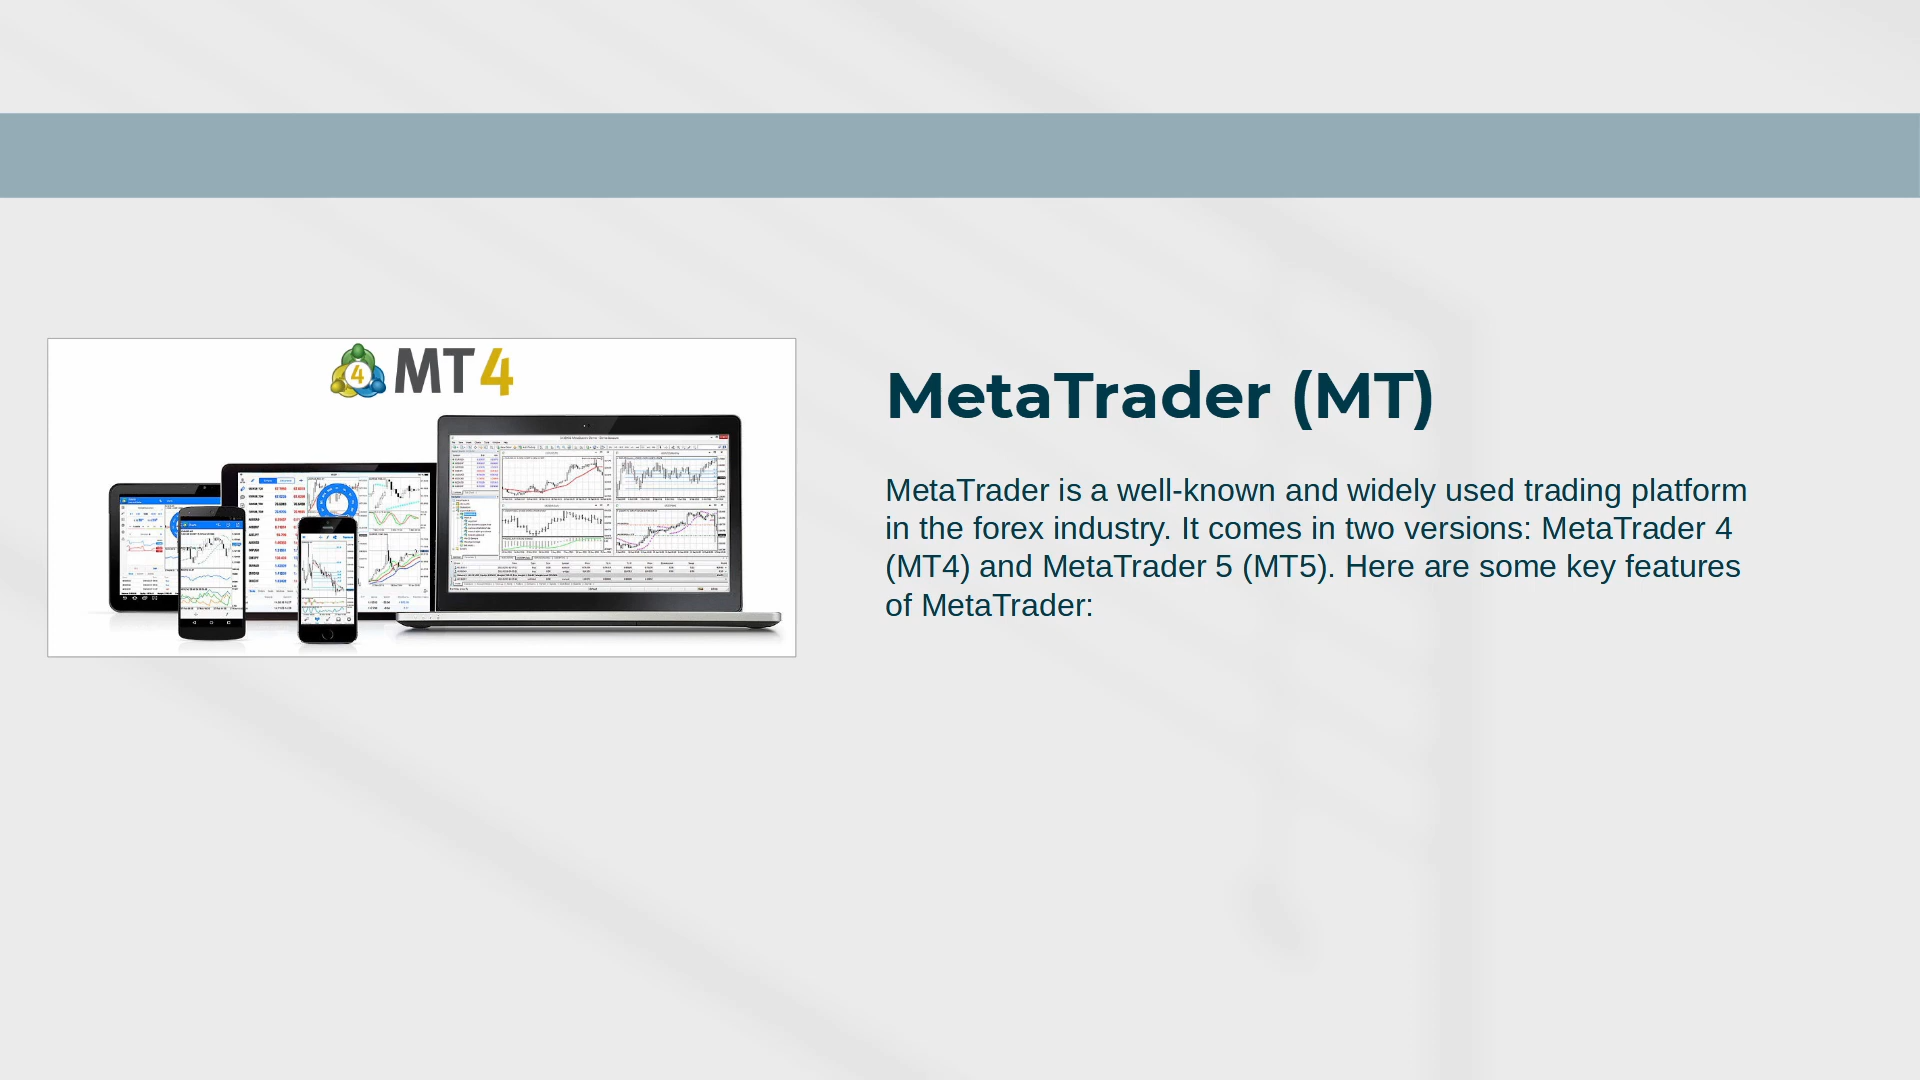 4 MT4
MetaTrader (MT)
MetaTrader is a well-known and widely used trading platform
in the forex industry. It comes in two versions: MetaTrader 4
(MT4) and MetaTrader 5 (MT5). Here are some key features
of MetaTrader: